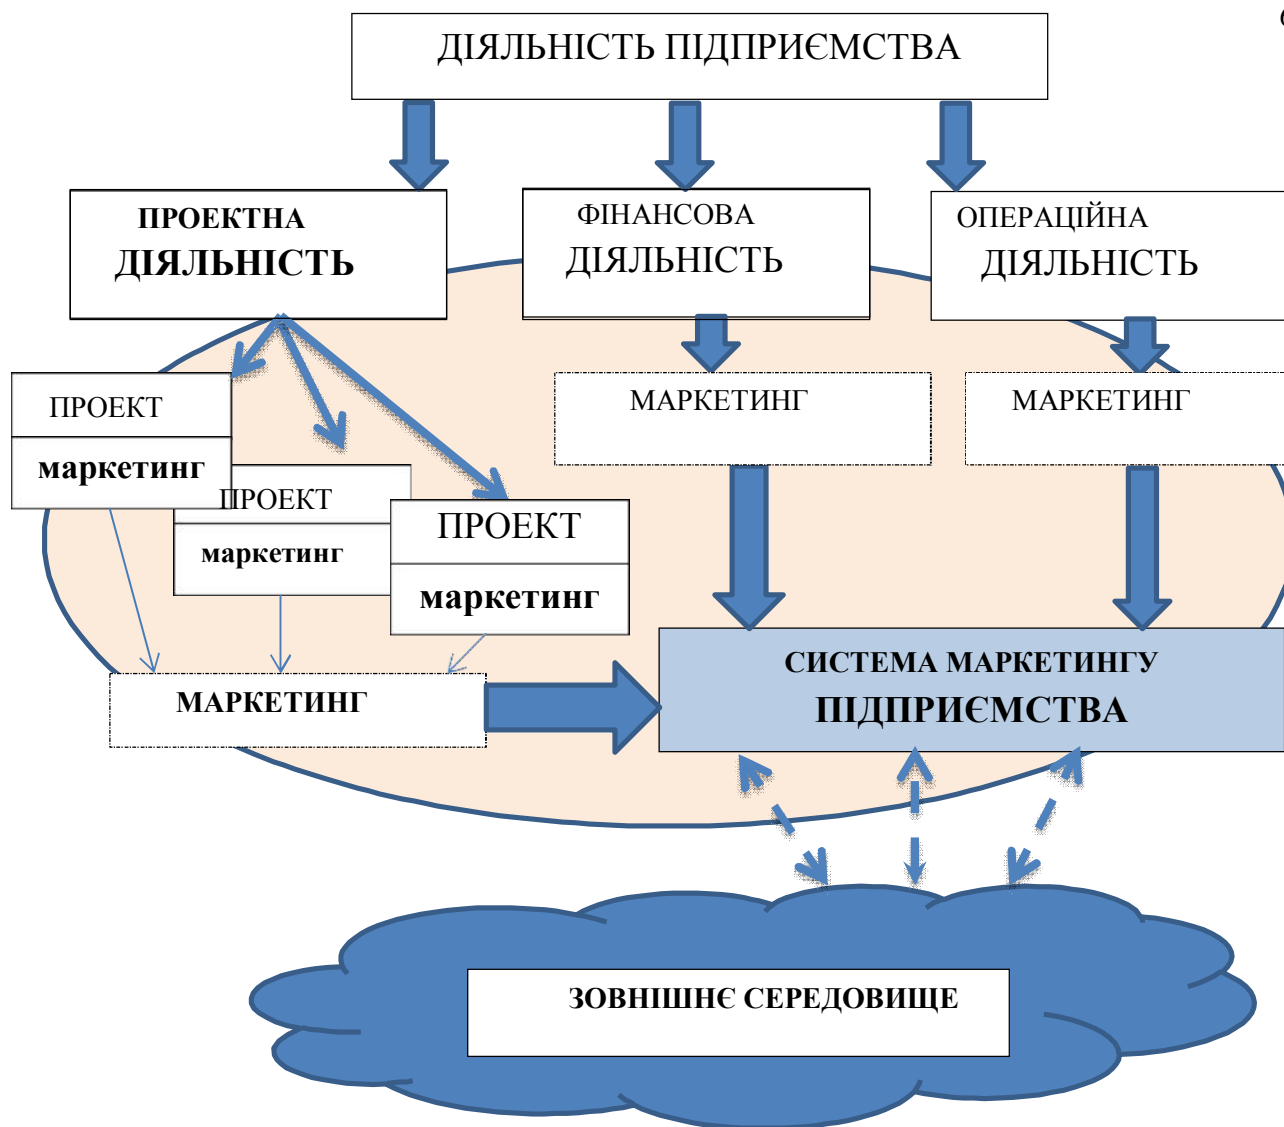 ДІЯЛЬНІСТЬ ПІДПРИЄМСТВА
ПРОЕКТНА
ДІЯЛЬНІСТЬ
ФІНАНСОВА
ДІЯЛЬНІСТЬ
ОПЕРАЦІЙНА
ДІЯЛЬНІСТЬ
ПРОЕКТ
маркетинг
ПРОЕКТ
маркетинг
ПРОЕКТ
маркетинг
МАРКЕТИНГ
МАРКЕТИНГ
МАРКЕТИНГ
СИСТЕМА МАРКЕТИНГУ
ПІДПРИЄМСТВА
ЗОВНІШНЄ СЕРЕДОВИЩЕ